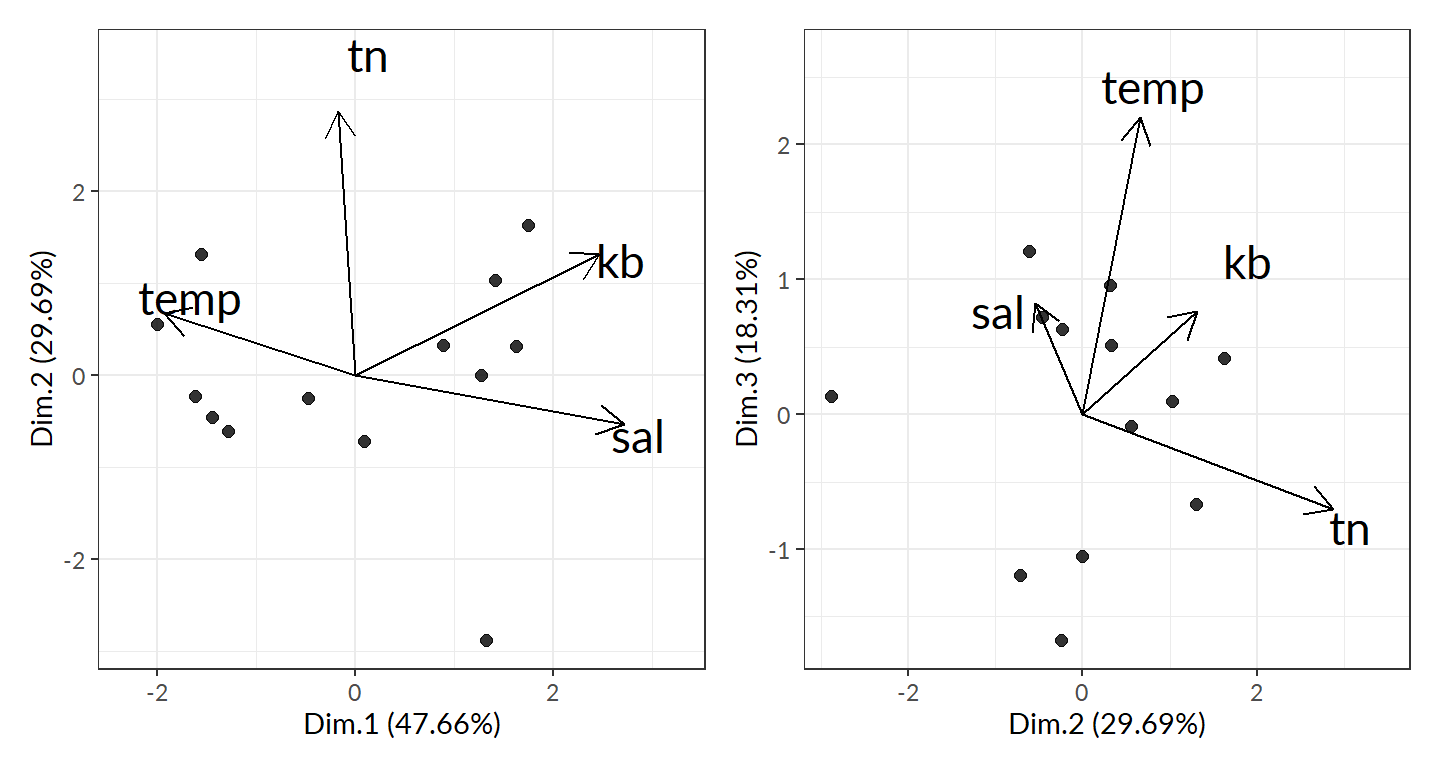 tn
kb
temp
sal
2
0
-2
-2
0
2
Dim.1 (47.66%)
Dim.2 (29.69%)
temp
kb
sal
tn
2
1
0
-1
-2
0
2
Dim.2 (29.69%)
Dim.3 (18.31%)